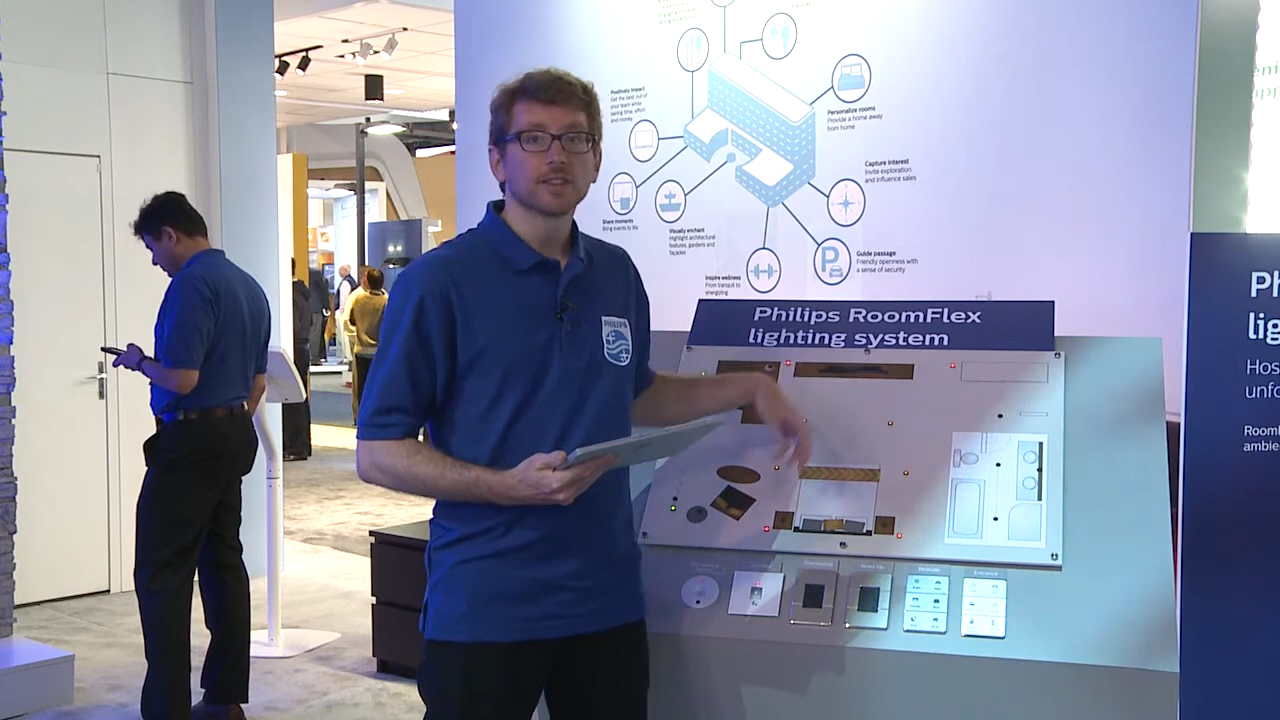 Positively impact
Get the best out of
your team while
saving time, effort
and money
Personalize rooms
Provide a home away
from home
Capture interest
Invite exploration
and influence sales
Share moments
Bring events to life
Visually enchant
Highlight architectural
features, gardens and
façades
P
Guide passage
Friendly openness with
a sense of security
Inspire wellness
From tranquil to
energizing
PHILIPS
Philips RoomFlex
lighting system
Ph
lig
Hos
unfo
RoomF
ambie